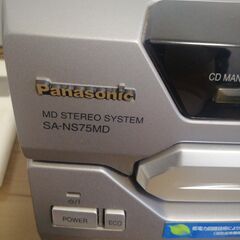 Panasonic
CD MAN
MD STEREO SYSTEM
SA-NS75MD
POWER
ECO